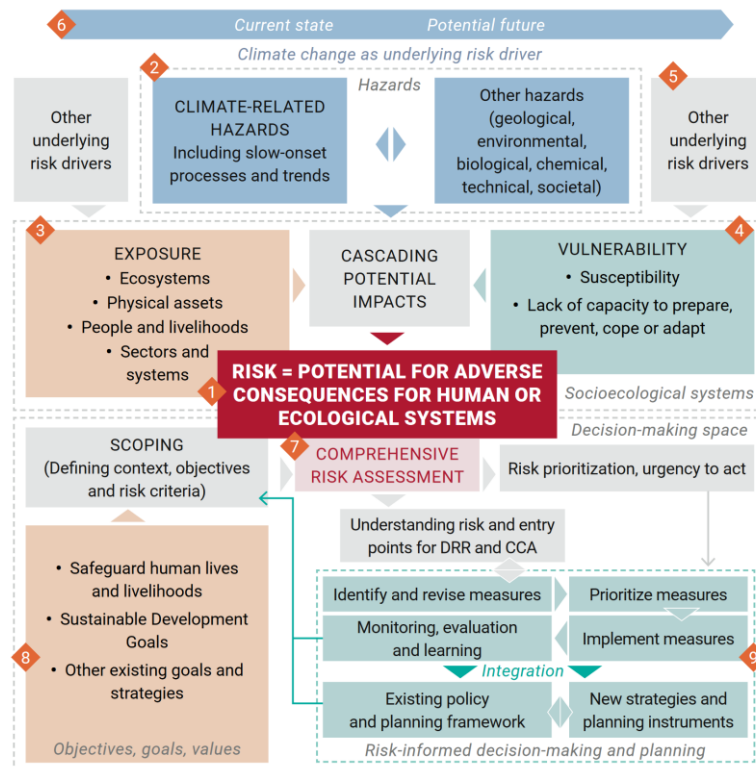 6
Current state
Potential future
Climate change as underlying risk driver
2
Hazards
5
Other
underlying
risk drivers
CLIMATE-RELATED
HAZARDS
Including slow-onset
processes and trends
Other hazards
(geological,
environmental,
biological, chemical,
technical, societal)
Other
underlying
risk drivers
3
EXPOSURE
• Ecosystems
• Physical assets
• People and livelihoods
• Sectors and
systems
CASCADING
POTENTIAL
IMPACTS
4
VULNERABILITY
• Susceptibility
• Lack of capacity to prepare,
prevent, cope or adapt
1
RISK = POTENTIAL FOR ADVERSE
CONSEQUENCES FOR HUMAN OR
ECOLOGICAL SYSTEMS
Socioecological systems
Decision-making space
SCOPING
(Defining context, objectives
and risk criteria)
7
COMPREHENSIVE
RISK ASSESSMENT
Risk prioritization, urgency to act
Understanding risk and entry
points for DRR and CCA
8
• Safeguard human lives
and livelihoods
• Sustainable Development
Goals
• Other existing goals and
strategies
Objectives, goals, values
Identify and revise measures
Prioritize measures
Monitoring, evaluation
and learning
Implement measures
9
Integration
Existing policy
and planning framework
New strategies and
planning instruments
Risk-informed decision-making and planning